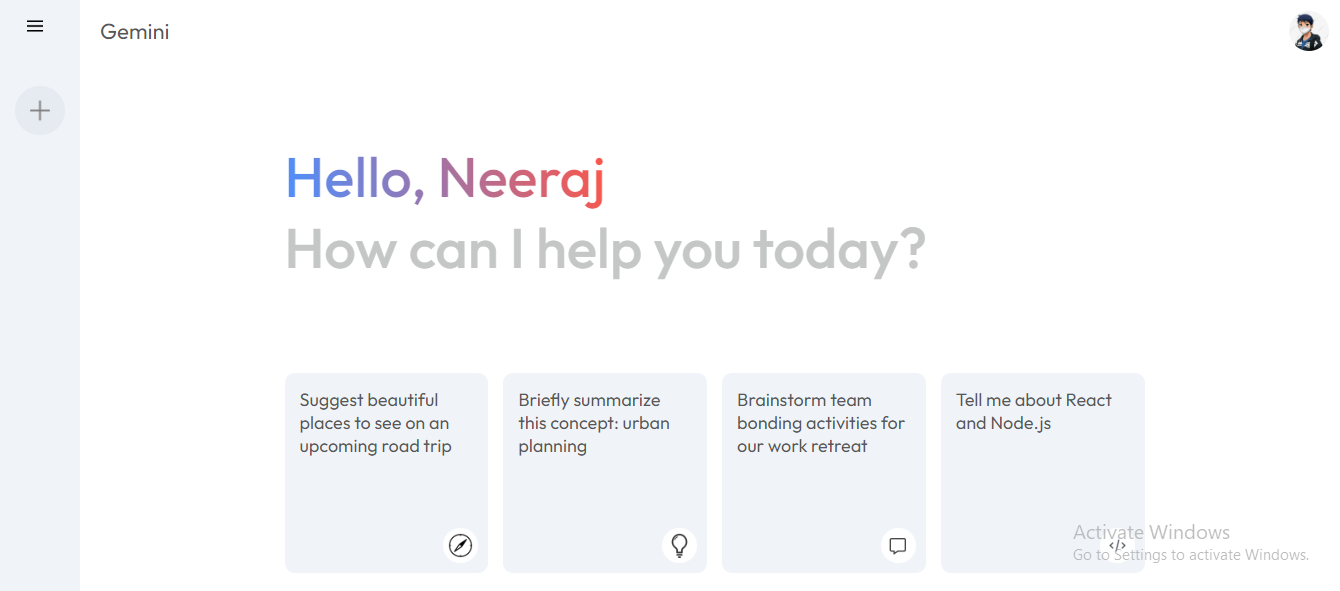 Gemini
Hello, Neeraj
How can I help you today?
Suggest beautiful
places to see on an
upcoming road trip
Briefly summarize
this concept: urban
planning
Brainstorm team
bonding activities for
our work retreat
Tell me about React
and Node.js
Activate Windows
Go to Settings to activate Windows.